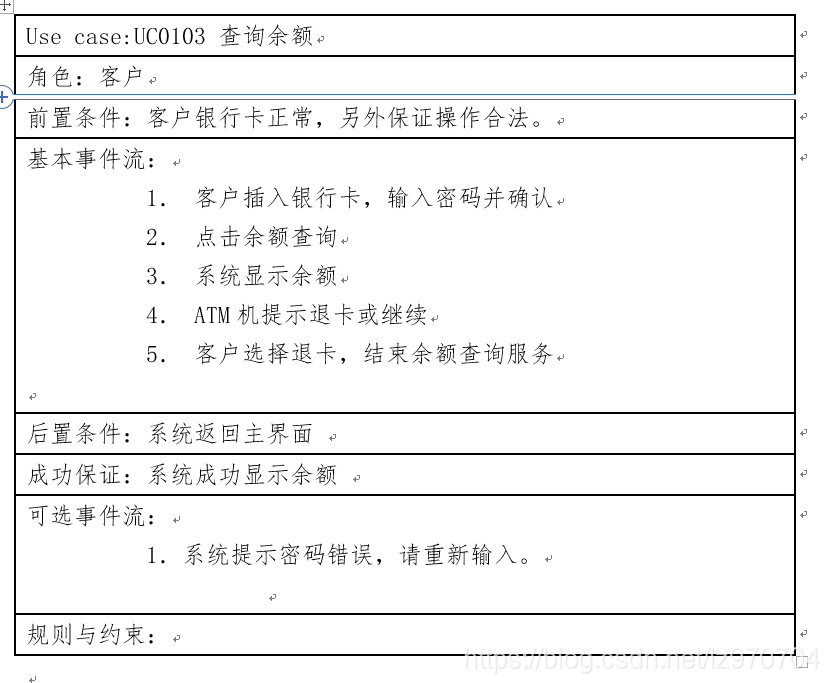 Use case:UC0103 查询余额
角色：客户
前置条件：客户银行卡正常，另外保证操作合法。
基本事件流：
1. 客户插入银行卡，输入密码并确认
2. 点击余额查询
3. 系统显示余额
4. ATM机提示退卡或继续
5. 客户选择退卡，结束余额查询服务
后置条件：系统返回主界面
成功保证：系统成功显示余额
可选事件流：
1. 系统提示密码错误，请重新输入。
规则与约束：
https://blog.csdn.net/lz970704